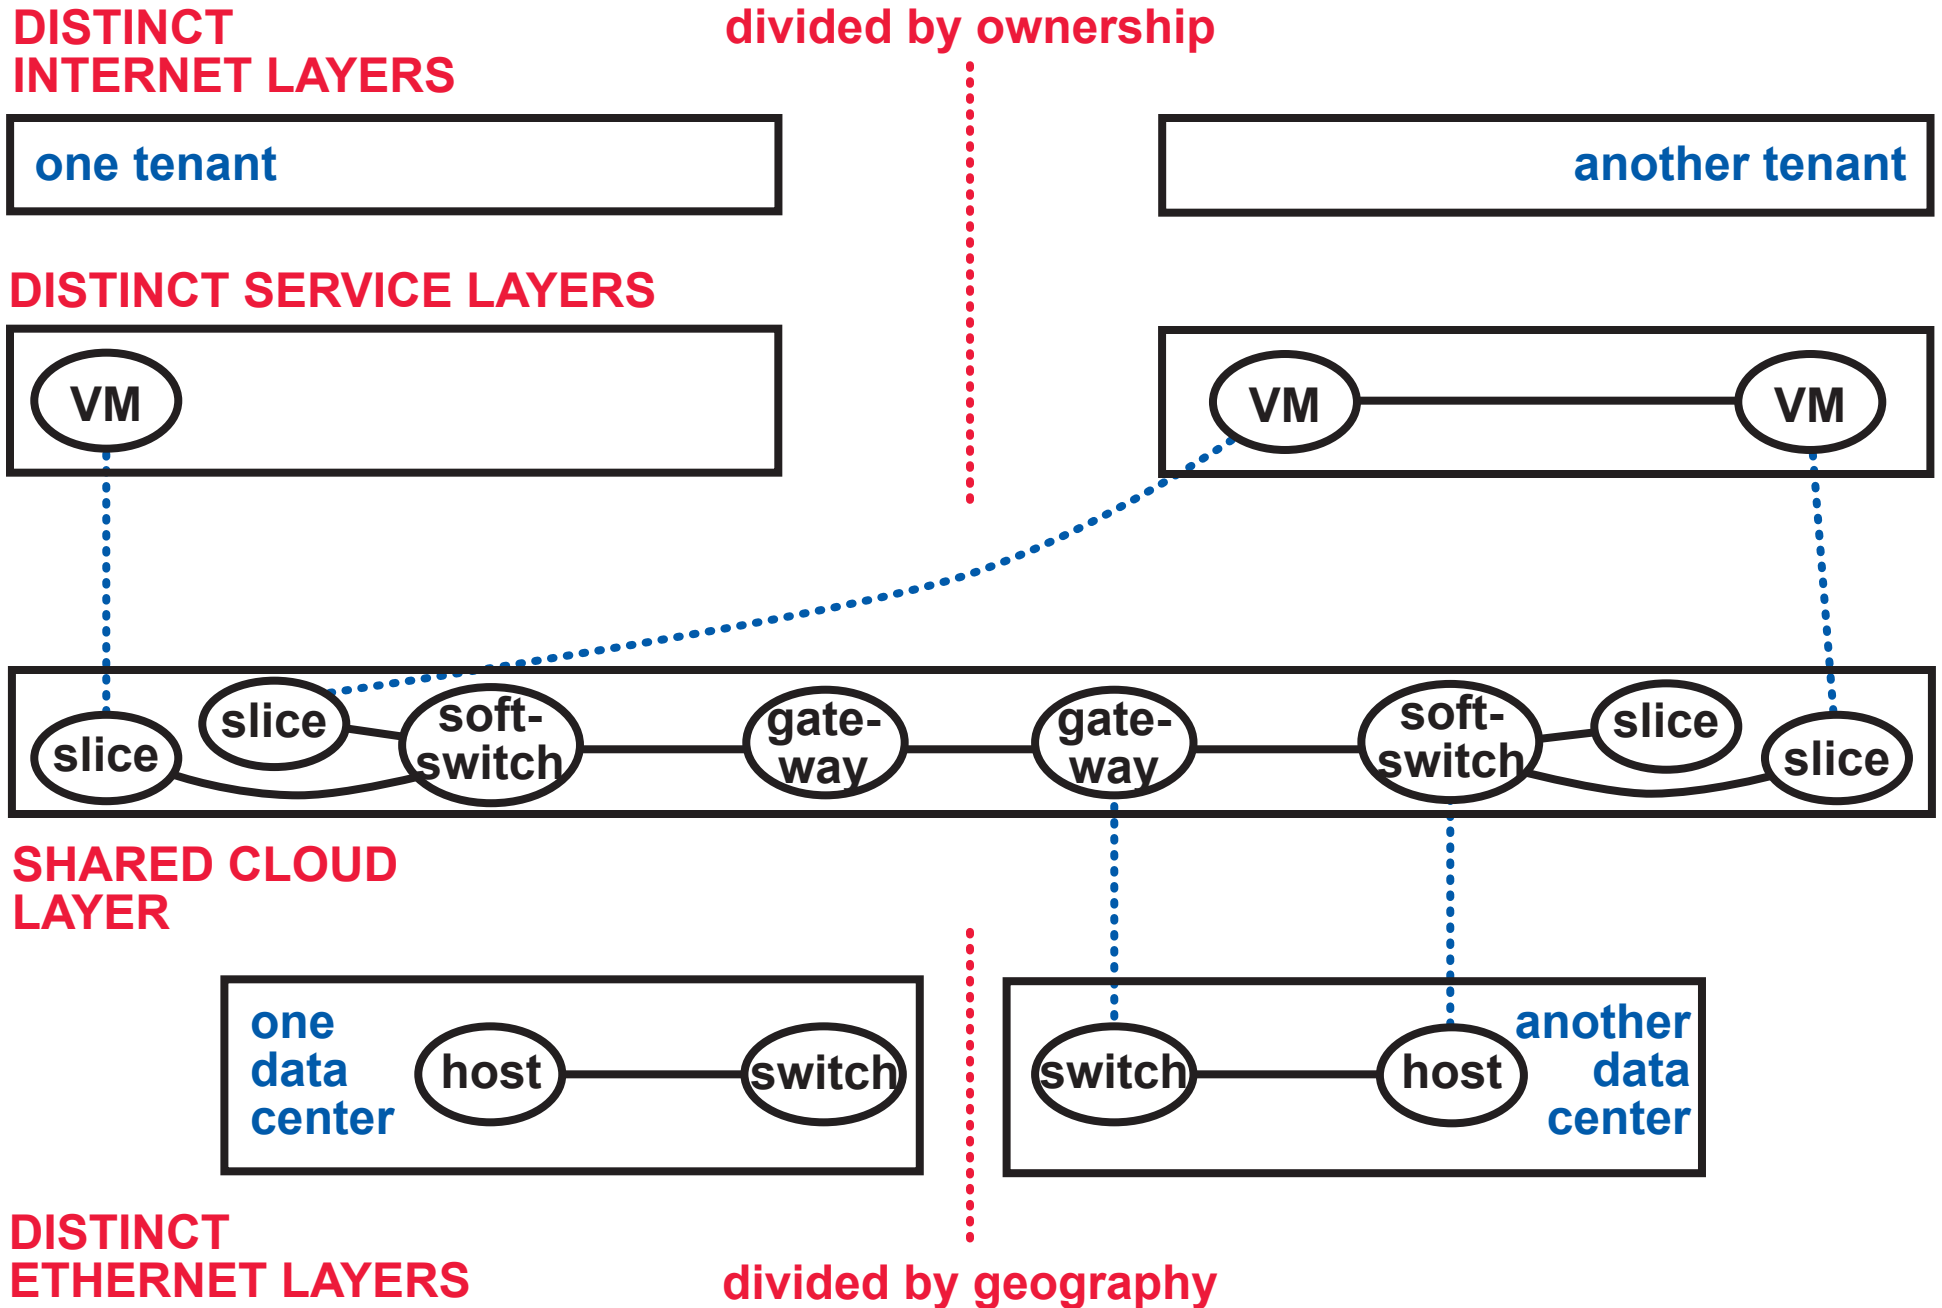 DISTINCT
INTERNET LAYERS
divided by ownership
one tenant
another tenant
DISTINCT SERVICE LAYERS
VM
VM
VM
slice
slice
soft-
switch
gate-
way
gate-
way
soft-
switch
slice
slice
SHARED CLOUD
LAYER
one
data
center
host
switch
switch
host
another
data
center
DISTINCT
ETHERNET LAYERS
divided by geography